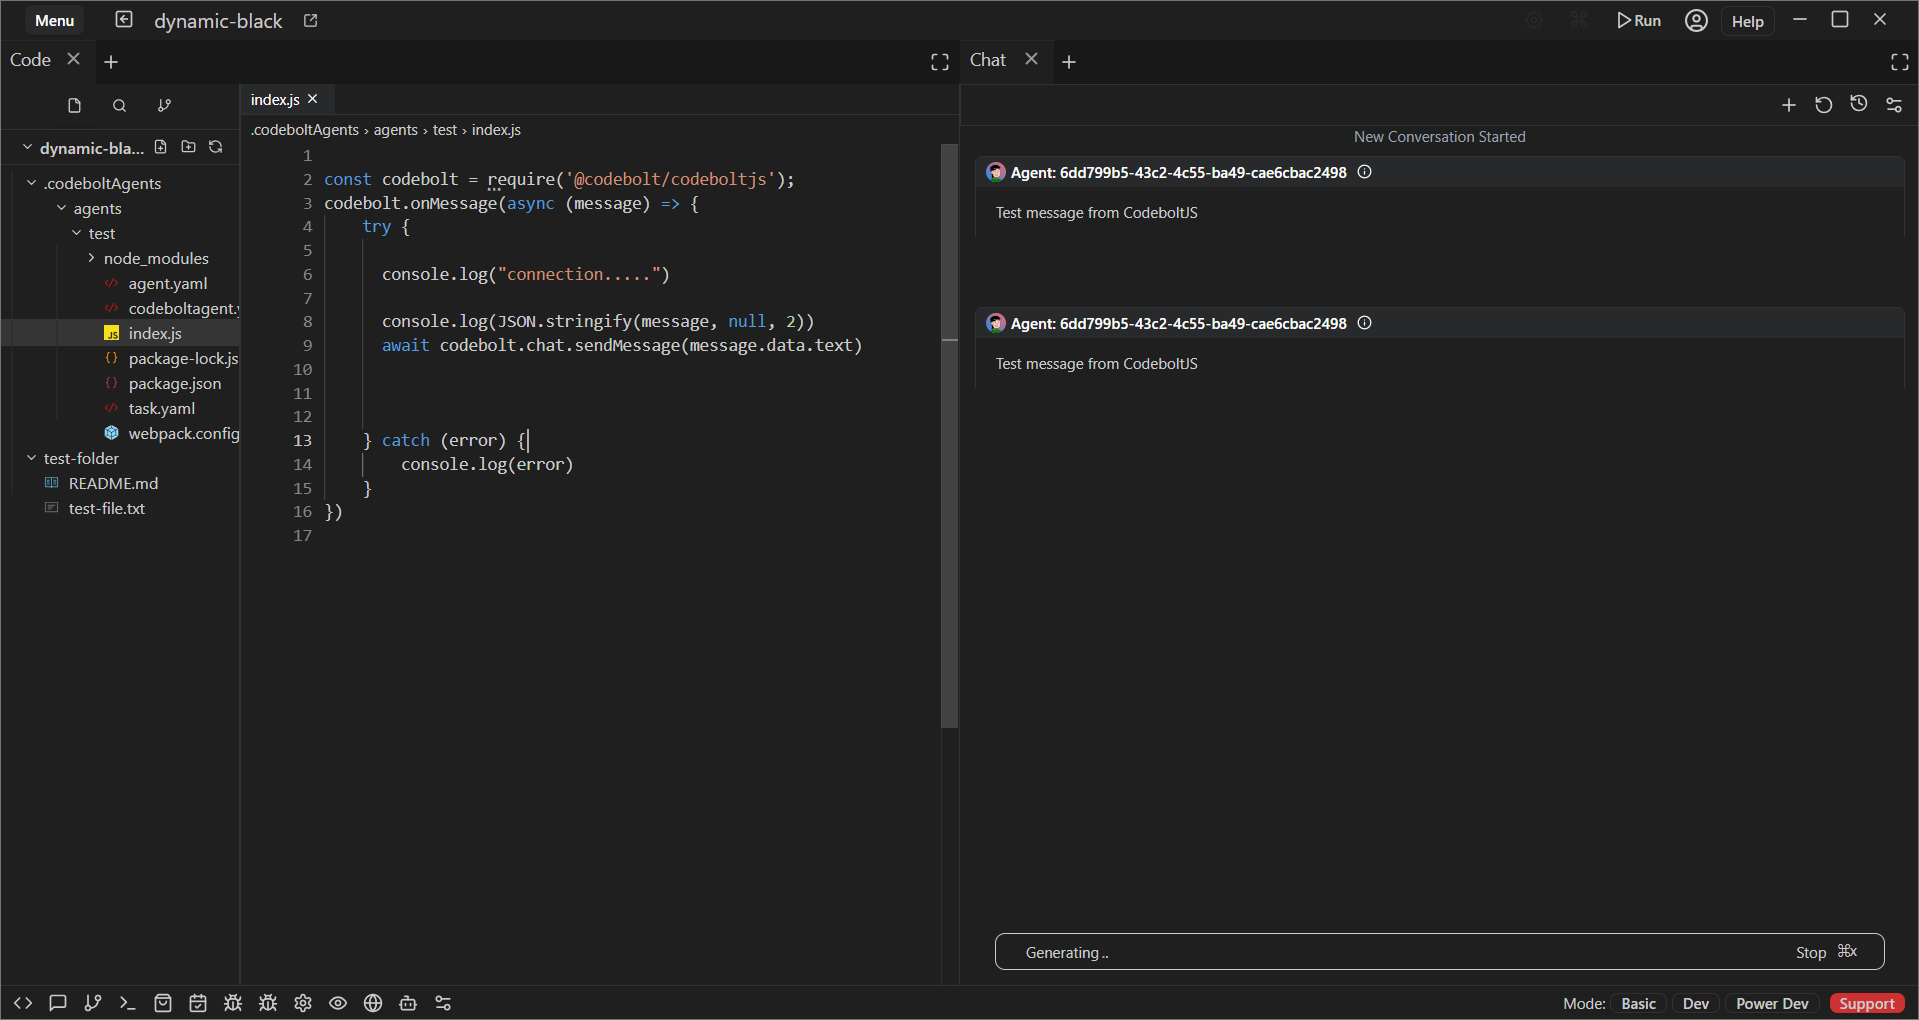 Menu dynamic-black Run Help
Code
Chat
index.js
.codeboltAgents › agents › test › index.js
New Conversation Started
dynamic-bla...
.codeboltAgents
agents
test
node_modules
agent.yaml
codeboltagent.y
index.js
package-lock.js
package.json
task.yaml
webpack.config
test-folder
README.md
test-file.txt
1
2 const codebolt = require('@codebolt/codeboltjs');
3 codebolt.onMessage(async (message) => {
4 try {
5
6 console.log("connection.....")
7
8 console.log(JSON.stringify(message, null, 2))
9 await codebolt.chat.sendMessage(message.data.text)
10
11
12
13 } catch (error) {
14 console.log(error)
15 }
16 })
17
Agent: 6dd799b5-43c2-4c55-ba49-cae6cbac2498
Test message from CodeboltJS
Agent: 6dd799b5-43c2-4c55-ba49-cae6cbac2498
Test message from CodeboltJS
Generating .. Stop ⌘x
Mode: Basic Dev Power Dev Support